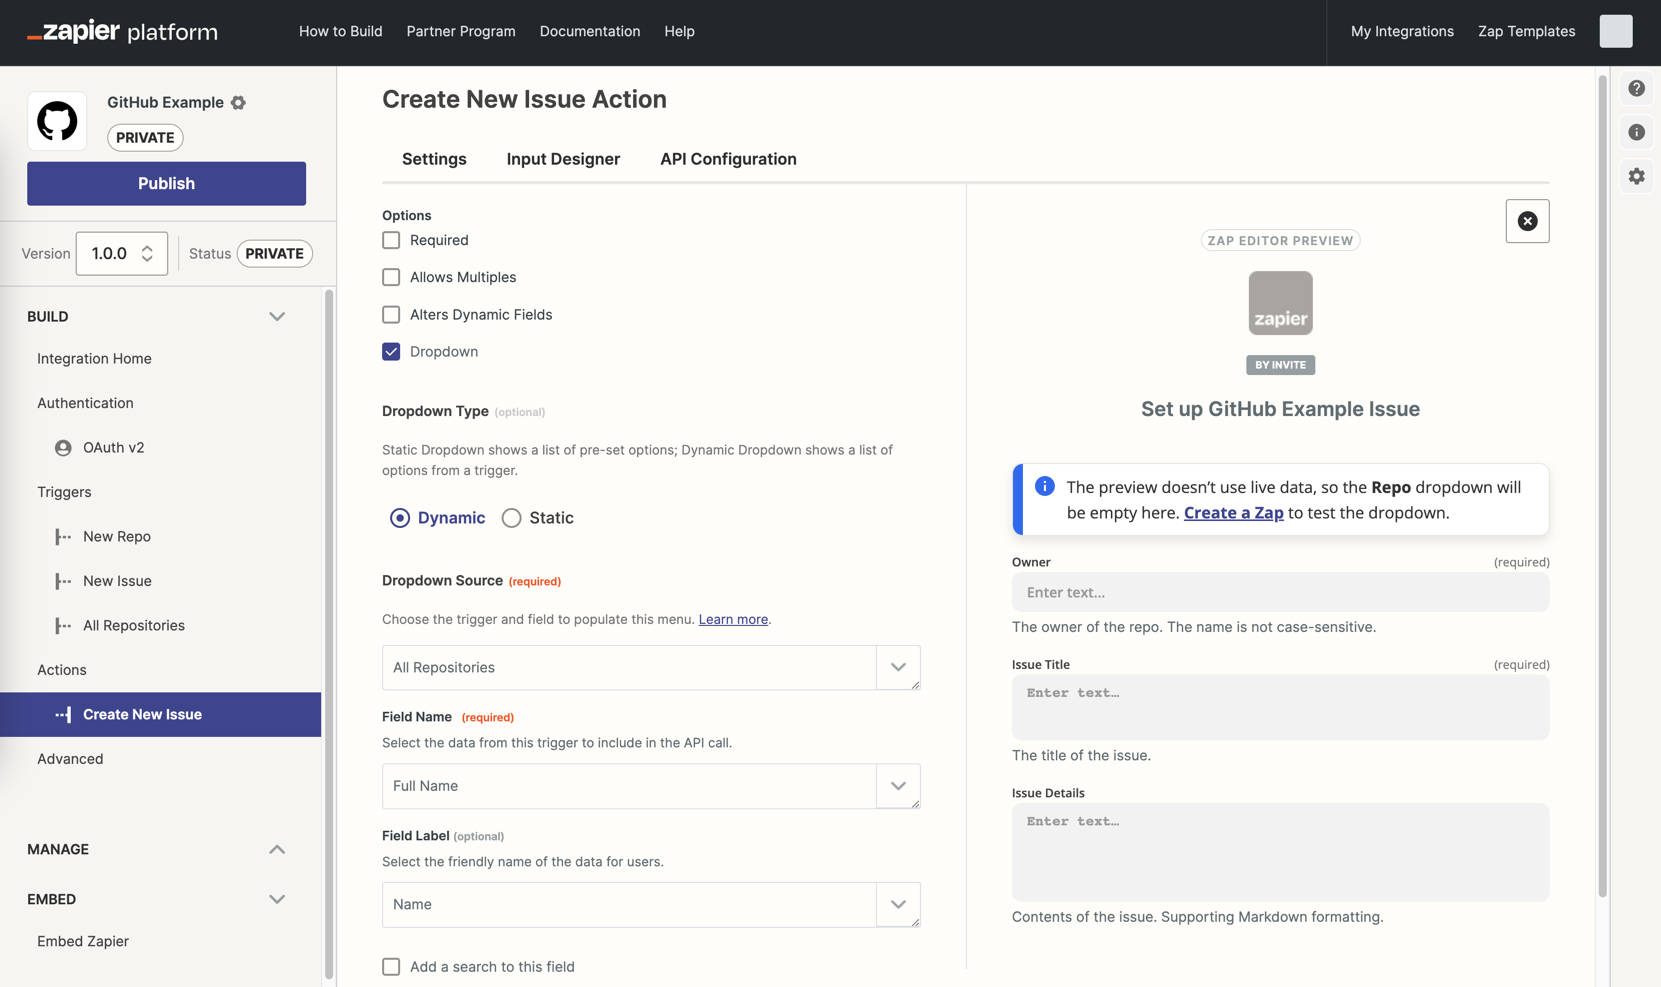 zapier platform
How to Build
Partner Program
Documentation
Help
My Integrations
Zap Templates
GitHub Example
PRIVATE
Publish
Version
1.0.0
Status
PRIVATE
BUILD
Integration Home
Authentication
OAuth v2
Triggers
New Repo
New Issue
All Repositories
Actions
Create New Issue
Advanced
MANAGE
EMBED
Embed Zapier
Create New Issue Action
Settings
Input Designer
API Configuration
Options
Required
Allows Multiples
Alters Dynamic Fields
Dropdown
Dropdown Type (optional)
Static Dropdown shows a list of pre-set options; Dynamic Dropdown shows a list of
options from a trigger.
Dynamic
Static
Dropdown Source (required)
Choose the trigger and field to populate this menu. Learn more.
All Repositories
Field Name (required)
Select the data from this trigger to include in the API call.
Full Name
Field Label (optional)
Select the friendly name of the data for users.
Name
Add a search to this field
ZAP EDITOR PREVIEW
zapier
BY INVITE
Set up GitHub Example Issue
The preview doesn’t use live data, so the Repo dropdown will
be empty here. Create a Zap to test the dropdown.
Owner (required)
Enter text...
The owner of the repo. The name is not case-sensitive.
Issue Title (required)
Enter text…
The title of the issue.
Issue Details
Enter text…
Contents of the issue. Supporting Markdown formatting.